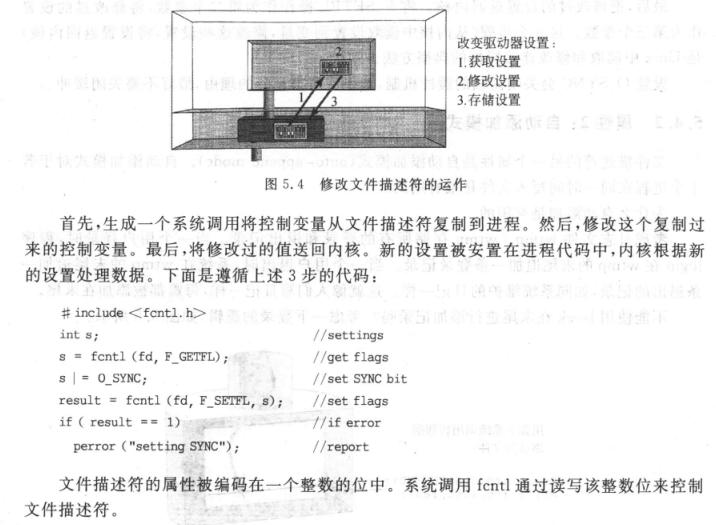 改变驱动器设置:
1.获取设置
2.修改设置
3.存储设置
2
1
3
图 5.4 修改文件描述符的运作
首先,生成一个系统调用将控制变量从文件描述符复制到进程。然后,修改这个复制过
来的控制变量。最后,将修改过的值送回内核。新的设置被安置在进程代码中,内核根据新
的设置处理数据。下面是遵循上述 3 步的代码:
# include <fcntl.h>
int s; //settings
s = fcntl (fd, F_GETFL); //get flags
s | = O_SYNC; //set SYNC bit
result = fcntl (fd, F_SETFL, s); //set flags
if ( result == 1) //if error
perror ("setting SYNC"); //report
文件描述符的属性被编码在一个整数的位中。系统调用 fcntl 通过读写该整数位来控制
文件描述符。